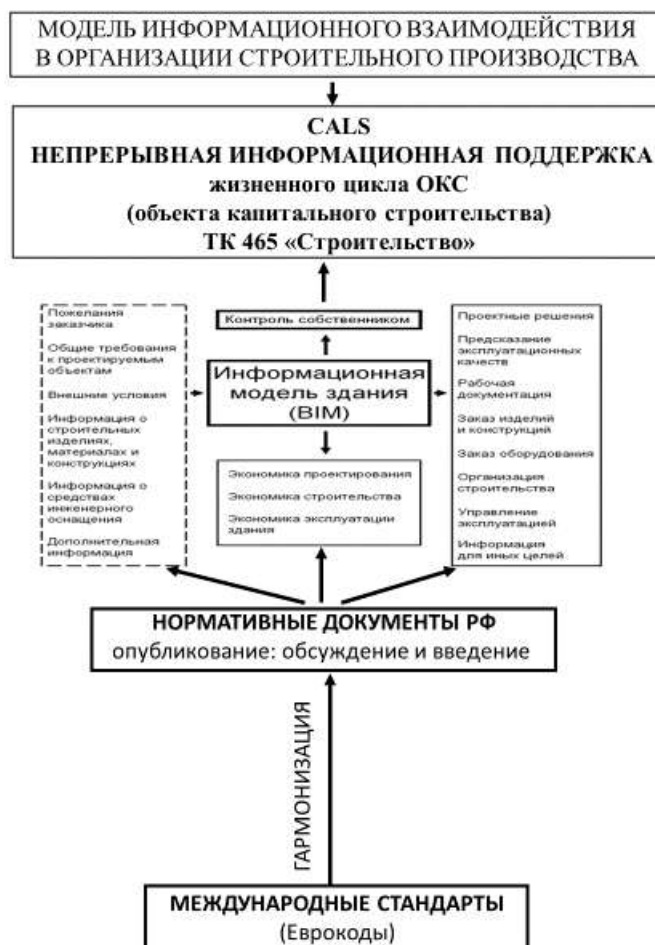 МОДЕЛЬ ИНФОРМАЦИОННОГО ВЗАИМОДЕЙСТВИЯ
В ОРГАНИЗАЦИИ СТРОИТЕЛЬНОГО ПРОИЗВОДСТВА
CALS
НЕПРЕРЫВНАЯ ИНФОРМАЦИОННАЯ ПОДДЕРЖКА
жизненного цикла ОКС
(объекта капитального строительства)
ТК 465 «Строительство»
Пожелания
заказчика
Общие требования
к проектируемым
объектам
Внешние условия
Информация о
строительных
изделиях,
материалах и
конструкциях
Информация о
средствах
инженерного
оснащения
Дополнительная
информация
Контроль собственником
Информационная
модель здания
(BIM)
Экономика проектирования
Экономика строительства
Экономика эксплуатации
здания
Проектные решения
Предсказание
эксплуатационных
качеств
Рабочая
документация
Заказ изделий
и конструкций
Заказ оборудования
Организация
строительства
Управление
эксплуатацией
Информация
для иных целей
НОРМАТИВНЫЕ ДОКУМЕНТЫ РФ
опубликование: обсуждение и введение
ГАРМОНИЗАЦИЯ
МЕЖДУНАРОДНЫЕ СТАНДАРТЫ
(Еврокоды)